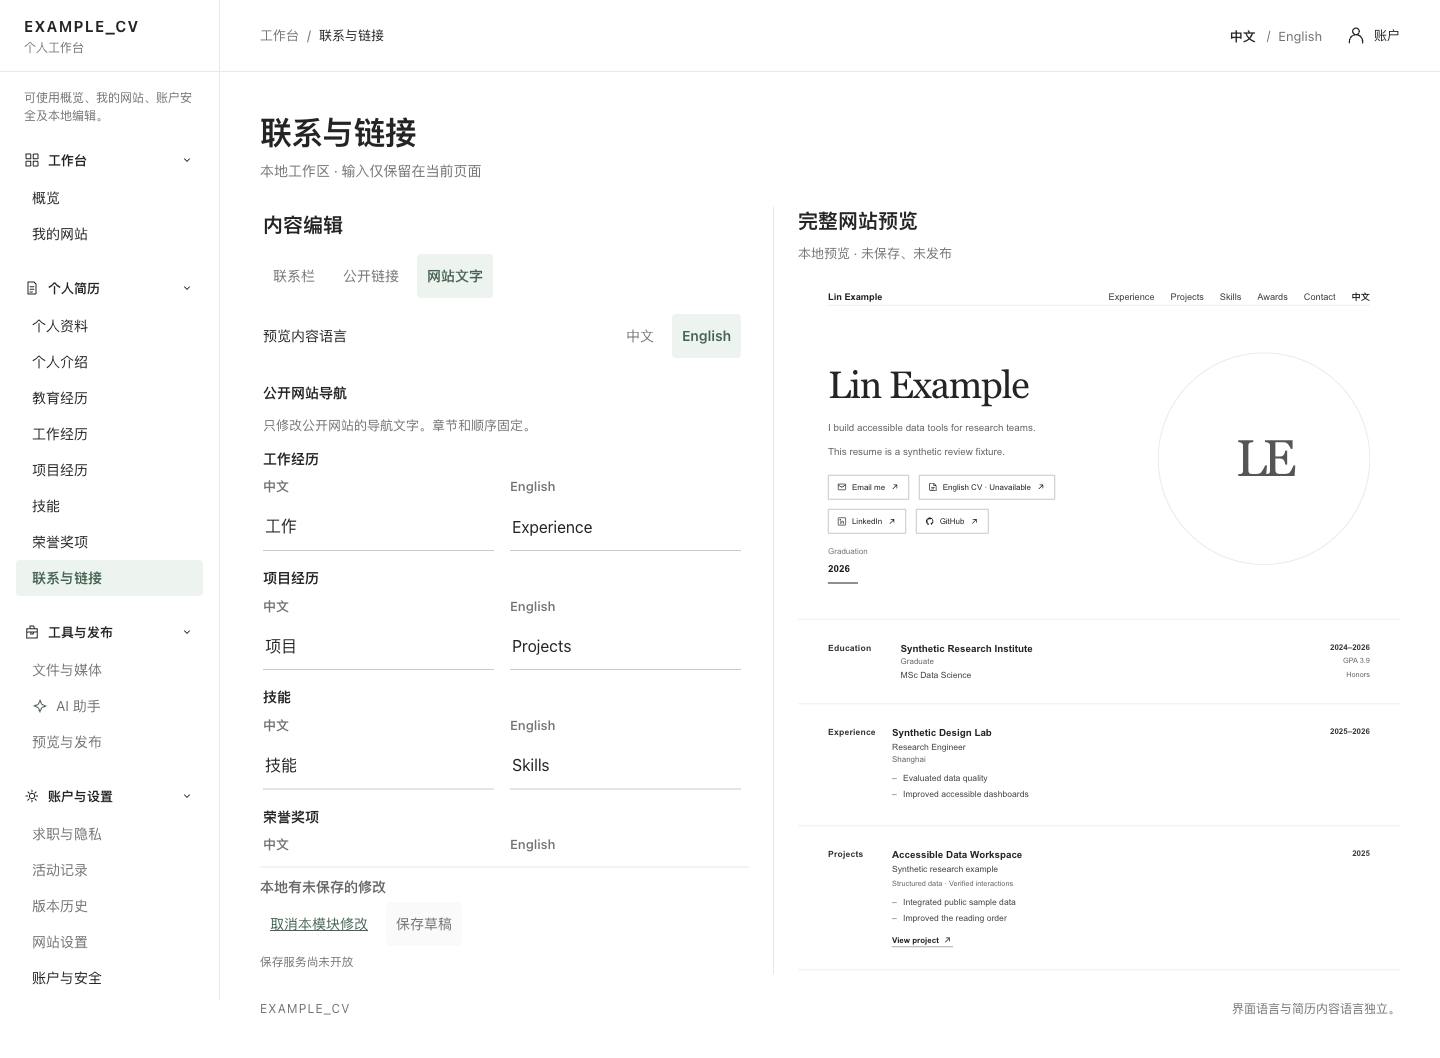 EXAMPLE_CV
个人工作台
工作台 / 联系与链接
中文 / English
账户
可使用概览、我的网站、账户安
全及本地编辑。
工作台
概览
我的网站
个人简历
个人资料
个人介绍
教育经历
工作经历
项目经历
技能
荣誉奖项
联系与链接
工具与发布
文件与媒体
AI 助手
预览与发布
账户与设置
求职与隐私
活动记录
版本历史
网站设置
账户与安全
联系与链接
本地工作区 · 输入仅保留在当前页面
内容编辑
联系栏 公开链接 网站文字
预览内容语言 中文 English
公开网站导航
只修改公开网站的导航文字。章节和顺序固定。
工作经历
中文 English
工作 Experience
项目经历
中文 English
项目 Projects
技能
中文 English
技能 Skills
荣誉奖项
中文 English
本地有未保存的修改
取消本模块修改 保存草稿
保存服务尚未开放
完整网站预览
本地预览 · 未保存、未发布
Lin Example Experience Projects Skills Awards Contact 中文
Lin Example
I build accessible data tools for research teams.
This resume is a synthetic review fixture.
Email me English CV · Unavailable
LinkedIn GitHub
Graduation
2026
LE
Education Synthetic Research Institute 2024–2026
Graduate GPA 3.9
MSc Data Science Honors
Experience Synthetic Design Lab 2025–2026
Research Engineer
Shanghai
– Evaluated data quality
– Improved accessible dashboards
Projects Accessible Data Workspace 2025
Synthetic research example
Structured data · Verified interactions
– Integrated public sample data
– Improved the reading order
View project
EXAMPLE_CV
界面语言与简历内容语言独立。